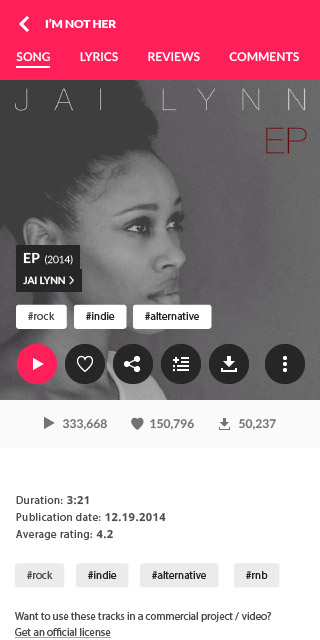 I'M NOT HER
SONG LYRICS REVIEWS COMMENTS
JAI LYNN
EP
EP (2014)
JAI LYNN >
#rock #indie #alternative
333,668 150,796 50,237
Duration: 3:21
Publication date: 12.19.2014
Average rating: 4.2
#rock #indie #alternative #rnb
Want to use these tracks in a commercial project / video?
Get an official license